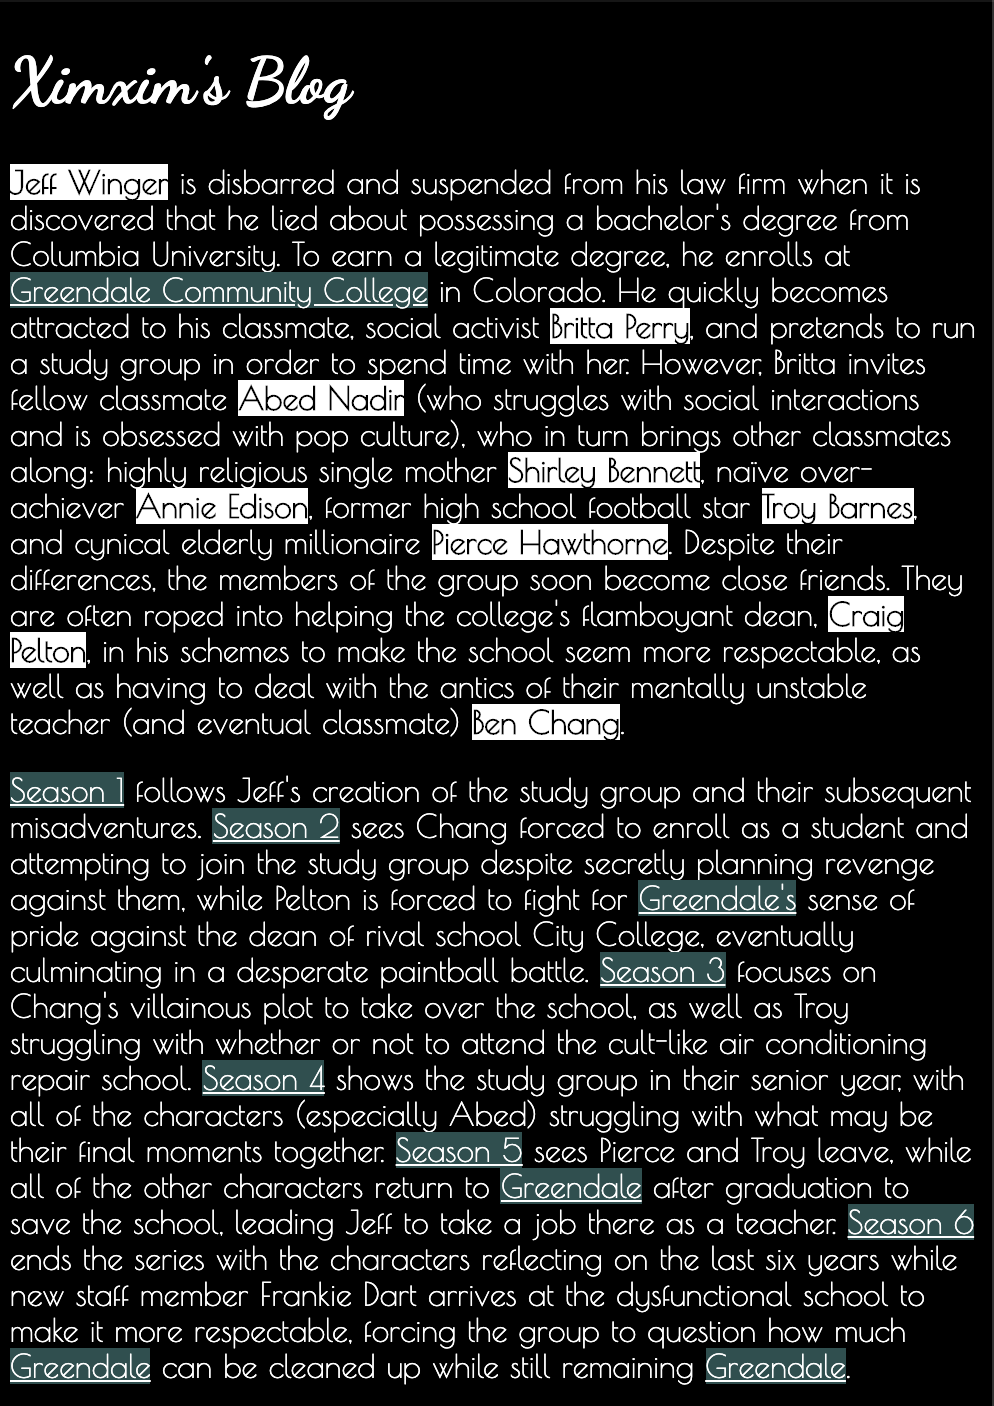 Ximxim's Blog
Jeff Winger is disbarred and suspended from his law firm when it is
discovered that he lied about possessing a bachelor's degree from
Columbia University. To earn a legitimate degree, he enrolls at
Greendale Community College in Colorado. He quickly becomes
attracted to his classmate, social activist Britta Perry, and pretends to run
a study group in order to spend time with her. However, Britta invites
fellow classmate Abed Nadir (who struggles with social interactions
and is obsessed with pop culture), who in turn brings other classmates
along: highly religious single mother Shirley Bennett, naïve over-
achiever Annie Edison, former high school football star Troy Barnes,
and cynical elderly millionaire Pierce Hawthorne. Despite their
differences, the members of the group soon become close friends. They
are often roped into helping the college's flamboyant dean, Craig
Pelton, in his schemes to make the school seem more respectable, as
well as having to deal with the antics of their mentally unstable
teacher (and eventual classmate) Ben Chang.
Season 1 follows Jeff's creation of the study group and their subsequent
misadventures. Season 2 sees Chang forced to enroll as a student and
attempting to join the study group despite secretly planning revenge
against them, while Pelton is forced to fight for Greendale's sense of
pride against the dean of rival school City College, eventually
culminating in a desperate paintball battle. Season 3 focuses on
Chang's villainous plot to take over the school, as well as Troy
struggling with whether or not to attend the cult-like air conditioning
repair school. Season 4 shows the study group in their senior year, with
all of the characters (especially Abed) struggling with what may be
their final moments together. Season 5 sees Pierce and Troy leave, while
all of the other characters return to Greendale after graduation to
save the school, leading Jeff to take a job there as a teacher. Season 6
ends the series with the characters reflecting on the last six years while
new staff member Frankie Dart arrives at the dysfunctional school to
make it more respectable, forcing the group to question how much
Greendale can be cleaned up while still remaining Greendale.